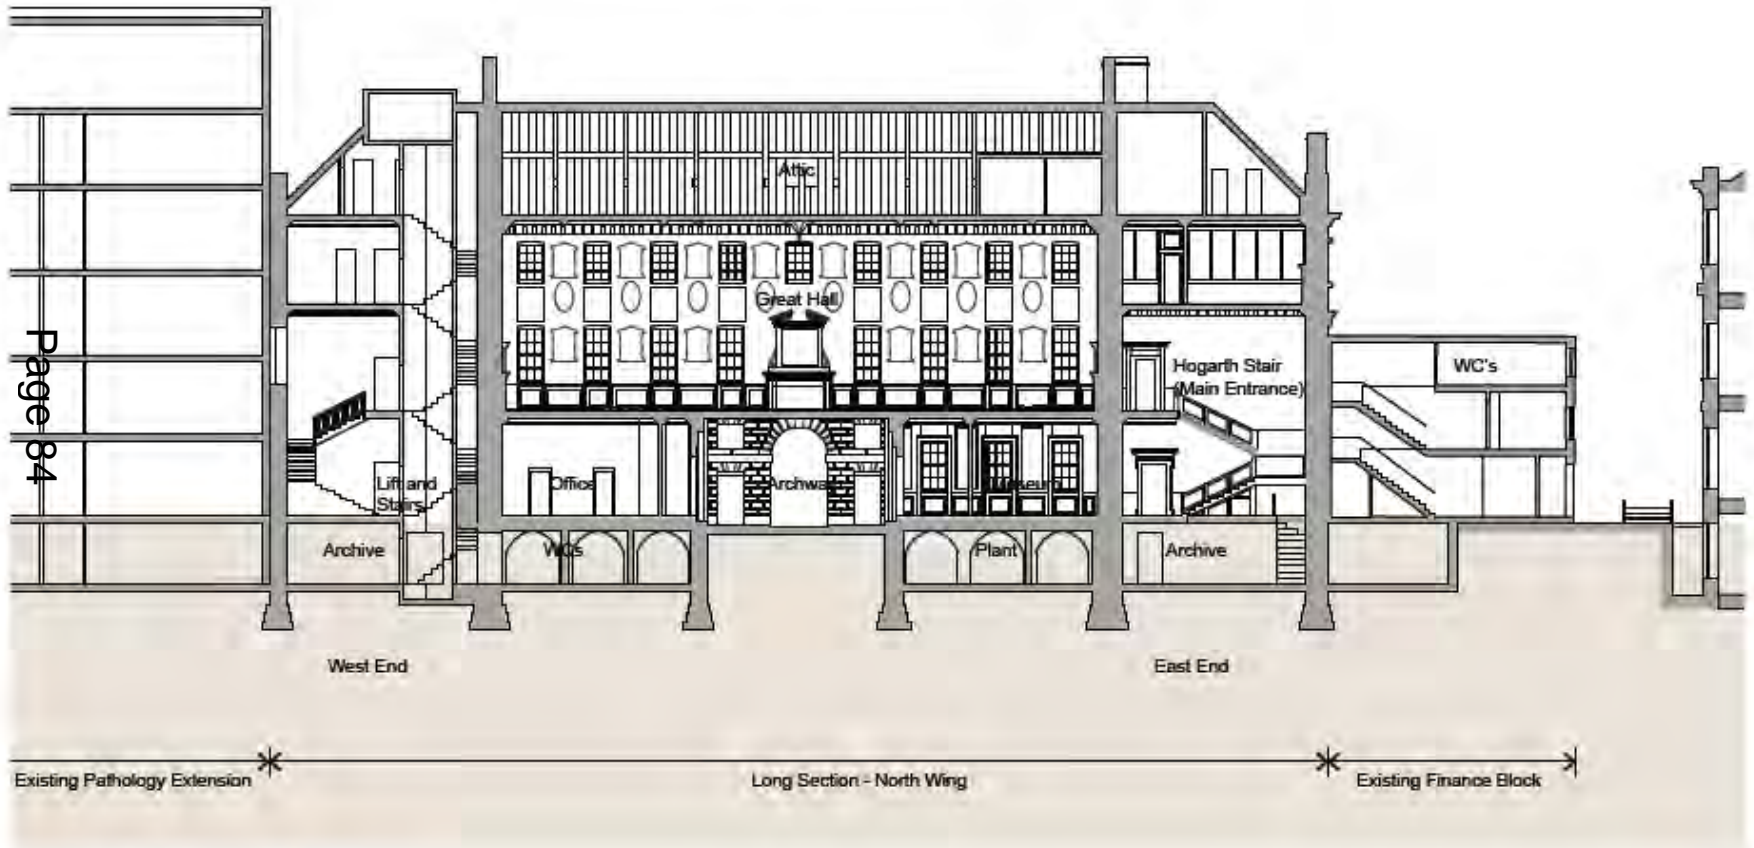 Attic
Great Hall
Page 84
Hogarth Stair
(Main Entrance)
WC's
Lift and
Stairs
Office
Archway
Museum
Archive
WCs
Plant
Archive
West End
East End
Existing Pathology Extension
Long Section - North Wing
Existing Finance Block